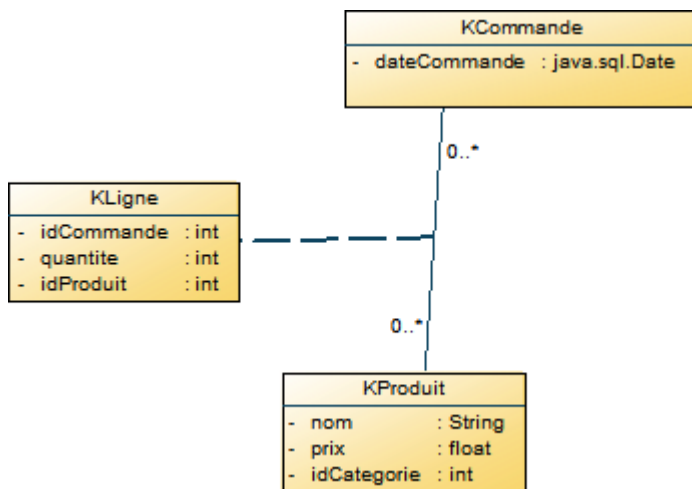 KCommande
- dateCommande : java.sql.Date
0..*
KLigne
- idCommande : int
- quantite : int
- idProduit : int
0..*
KProduit
- nom : String
- prix : float
- idCategorie : int